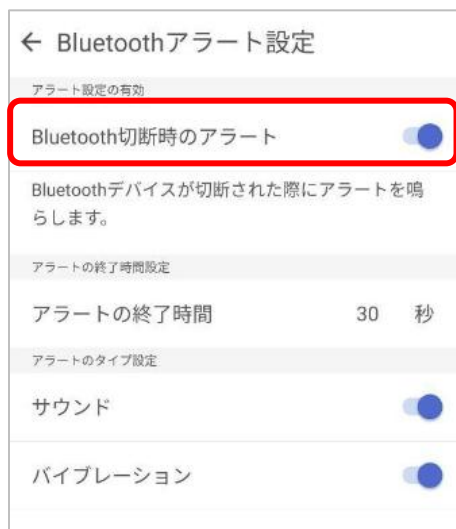 ← Bluetoothアラート設定
アラート設定の有効
Bluetooth切断時のアラート
Bluetoothデバイスが切断された際にアラートを鳴
らします。
アラートの終了時間設定
アラートの終了時間 30 秒
アラートのタイプ設定
サウンド
バイブレーション